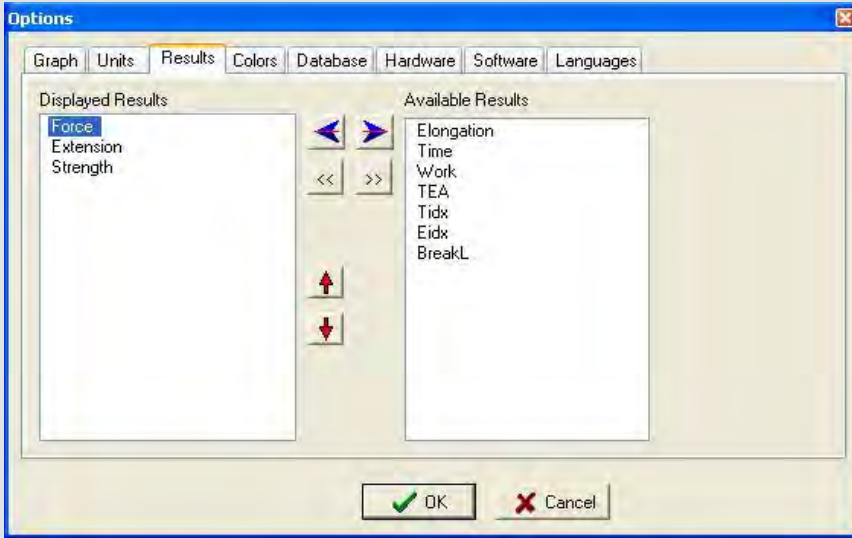 Options
Graph Units Results Colors Database Hardware Software Languages
Displayed Results
Force
Extension
Strength
<< >>
Available Results
Elongation
Time
Work
TEA
Tidx
Eidx
BreakL
OK Cancel